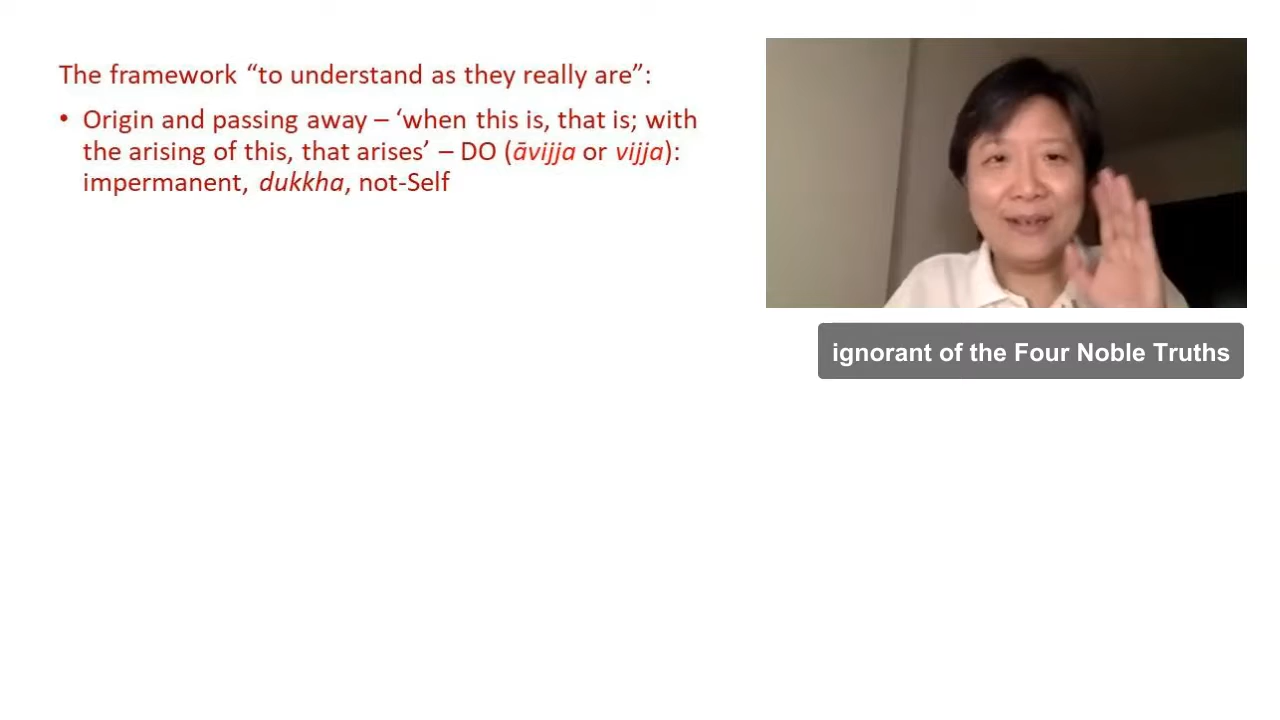 The framework “to understand as they really are”:
• Origin and passing away – ‘when this is, that is; with
the arising of this, that arises’ – DO (āvijja or vijja):
impermanent, dukkha, not-Self
ignorant of the Four Noble Truths